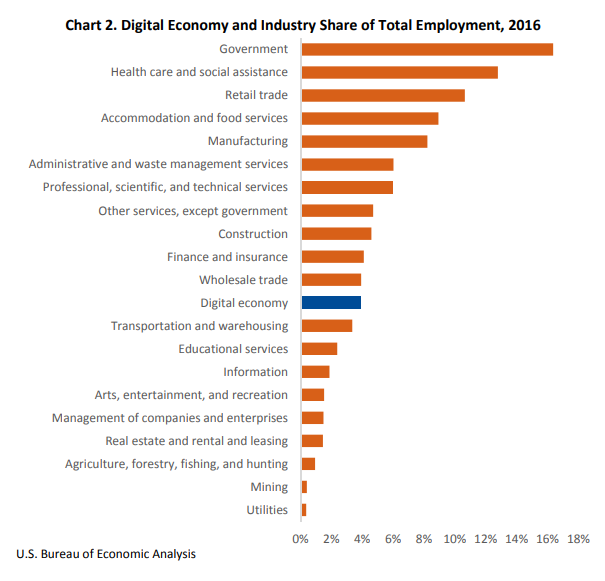 Chart 2. Digital Economy and Industry Share of Total Employment, 2016
Government
Health care and social assistance
Retail trade
Accommodation and food services
Manufacturing
Administrative and waste management services
Professional, scientific, and technical services
Other services, except government
Construction
Finance and insurance
Wholesale trade
Digital economy
Transportation and warehousing
Educational services
Information
Arts, entertainment, and recreation
Management of companies and enterprises
Real estate and rental and leasing
Agriculture, forestry, fishing, and hunting
Mining
Utilities
0% 2% 4% 6% 8% 10% 12% 14% 16% 18%
U.S. Bureau of Economic Analysis